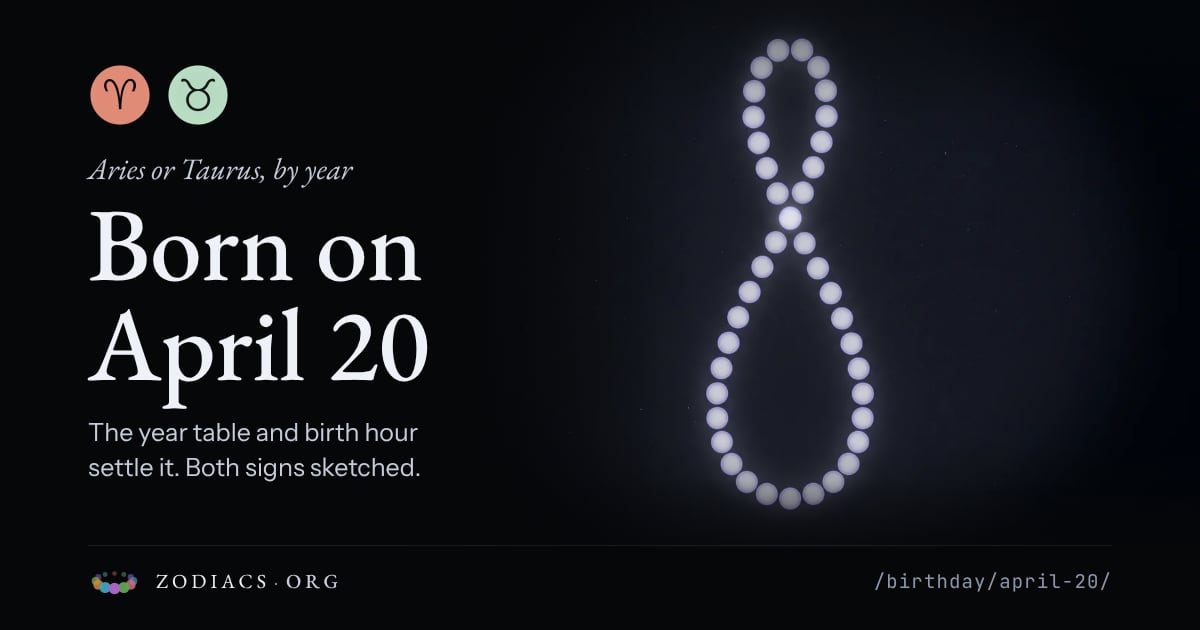 Aries or Taurus, by year
Born on
April 20
The year table and birth hour
settle it. Both signs sketched.
ZODIACS·ORG
/birthday/april-20/